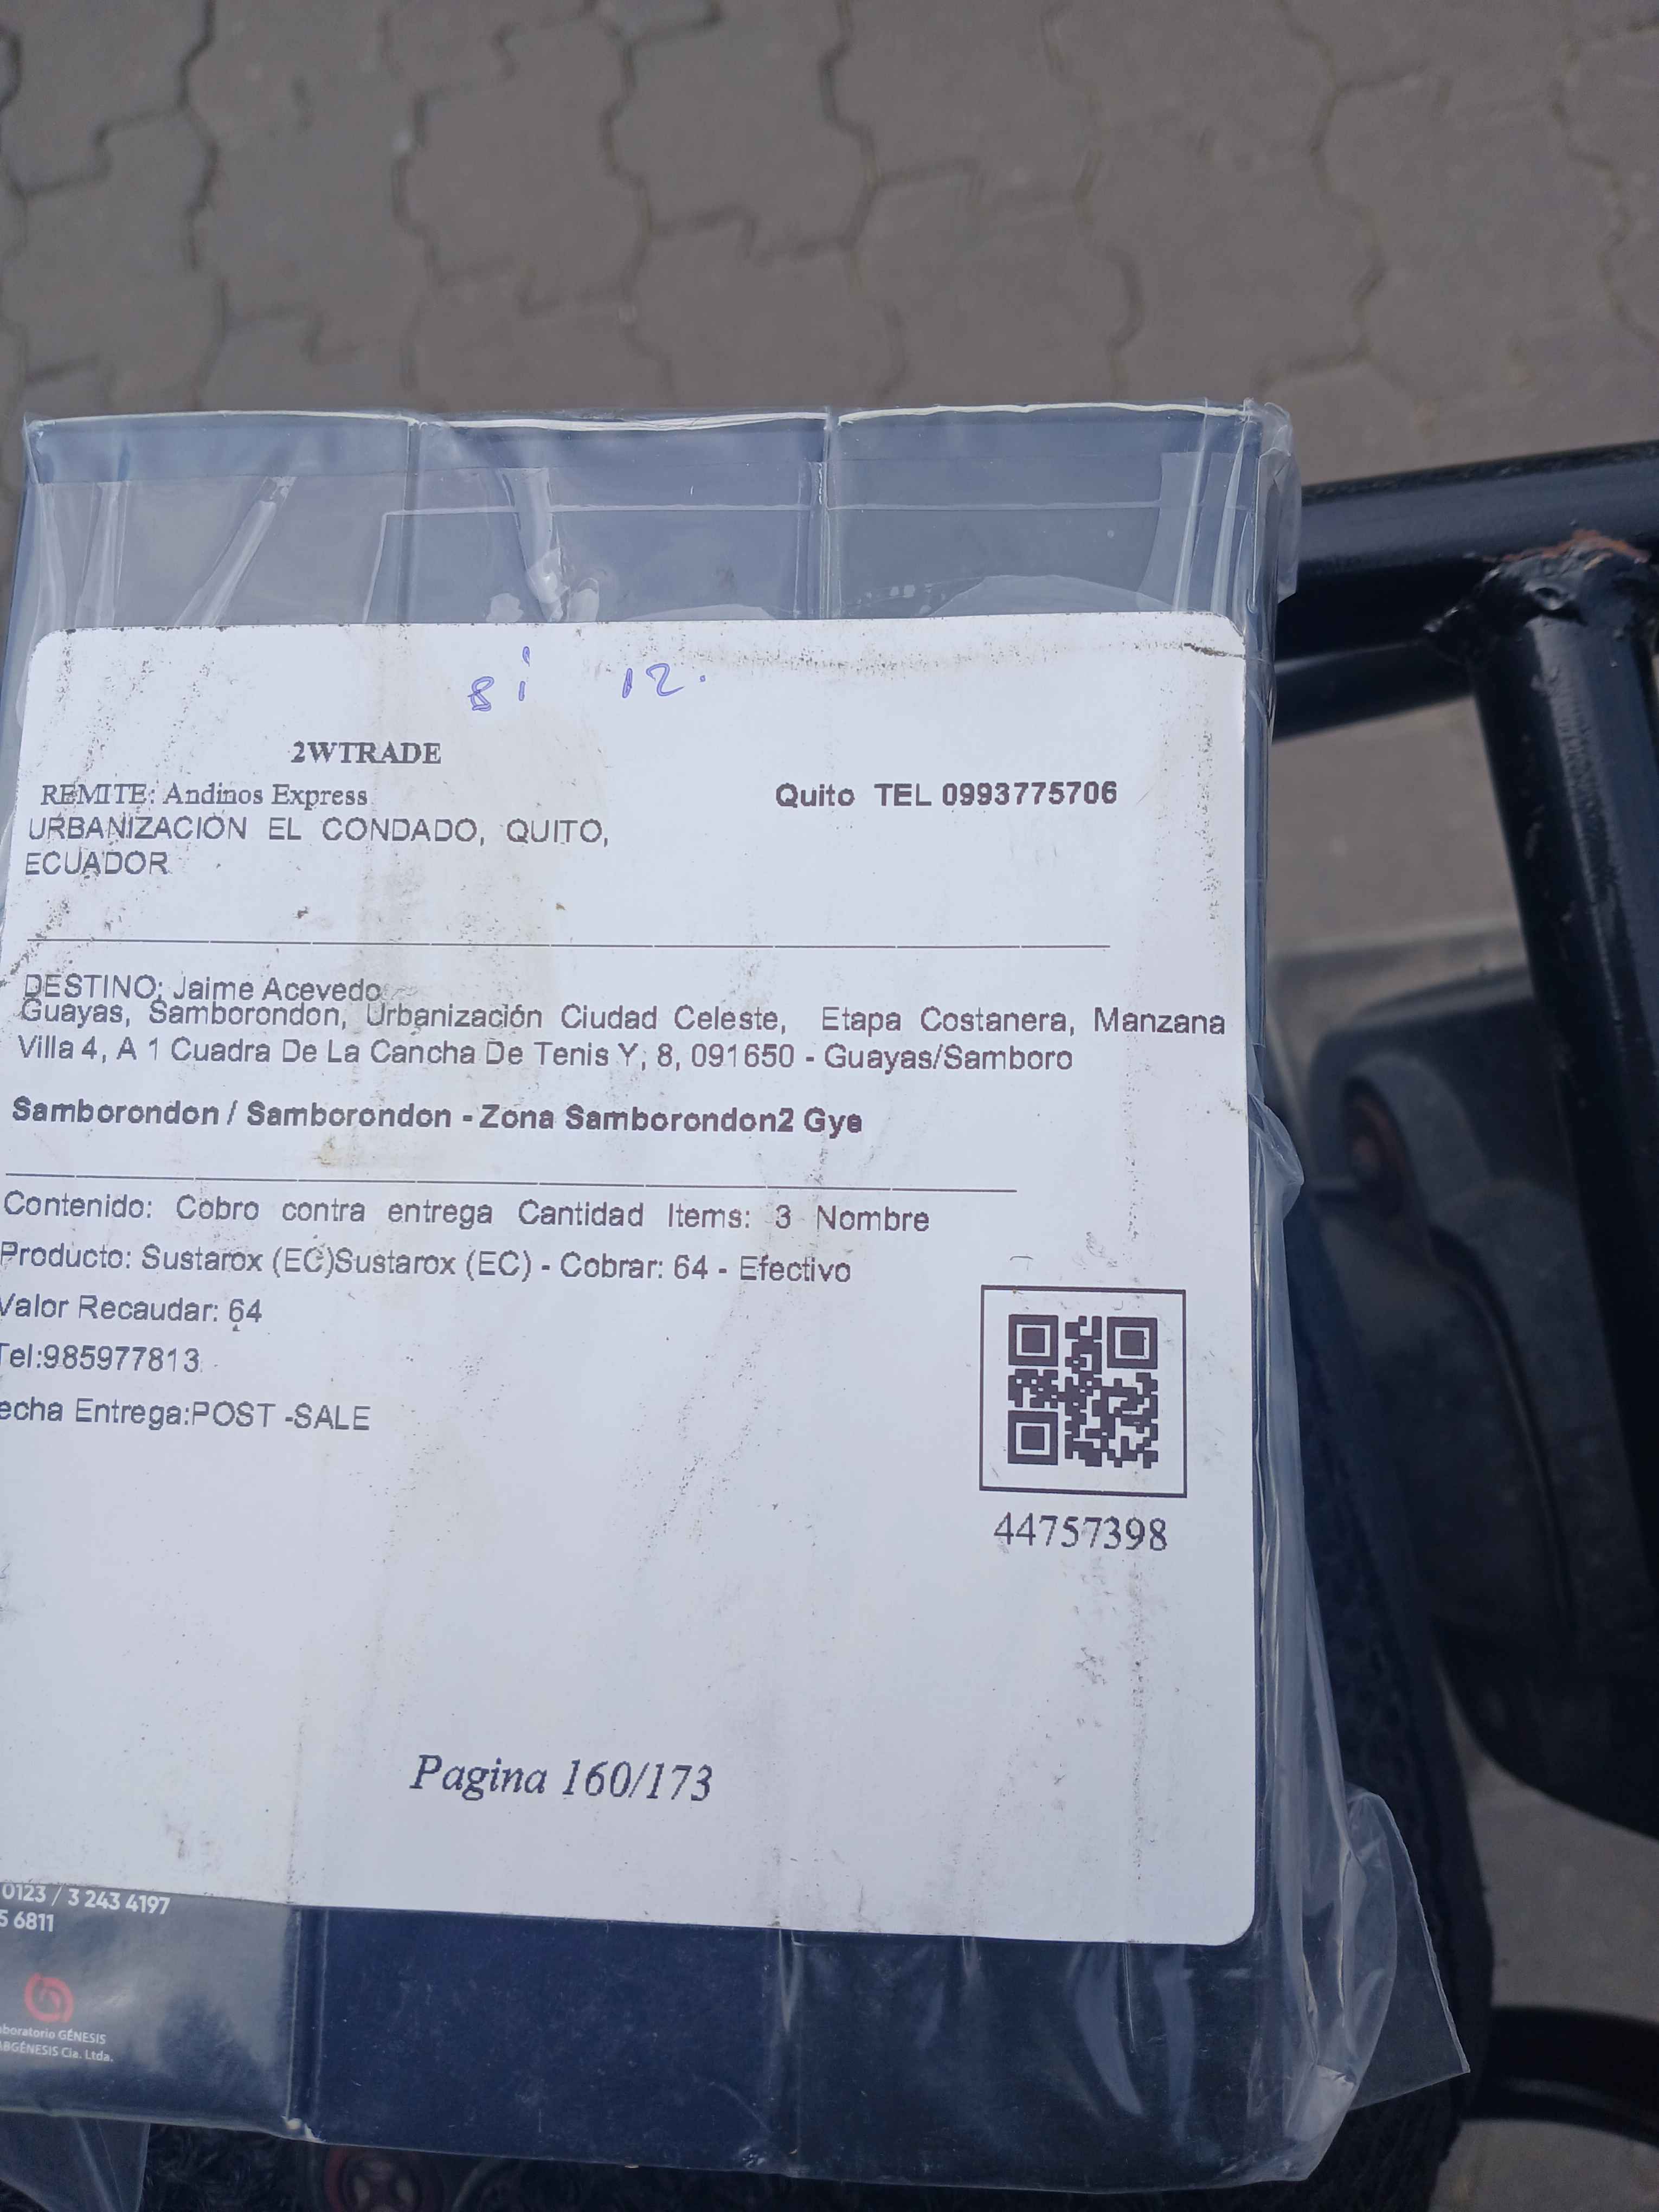 si 12.
2WTRADE
REMITE: Andinos Express Quito TEL 0993775706
URBANIZACIÓN EL CONDADO, QUITO,
ECUADOR
DESTINO: Jaime Acevedo
Guayas, Samborondon, Urbanización Ciudad Celeste, Etapa Costanera, Manzana
Villa 4, A 1 Cuadra De La Cancha De Tenis Y, 8, 091650 - Guayas/Samboro
Samborondon / Samborondon - Zona Samborondon2 Gye
Contenido: Cobro contra entrega Cantidad Items: 3 Nombre
Producto: Sustarox (EC)Sustarox (EC) - Cobrar: 64 - Efectivo
Valor Recaudar: 64
Tel:985977813
echa Entrega:POST -SALE
44757398
Pagina 160/173
0123 / 3 243 4197
5 6811
boratorio GÉNESIS
ABGÉNESIS Cia. Ltda.